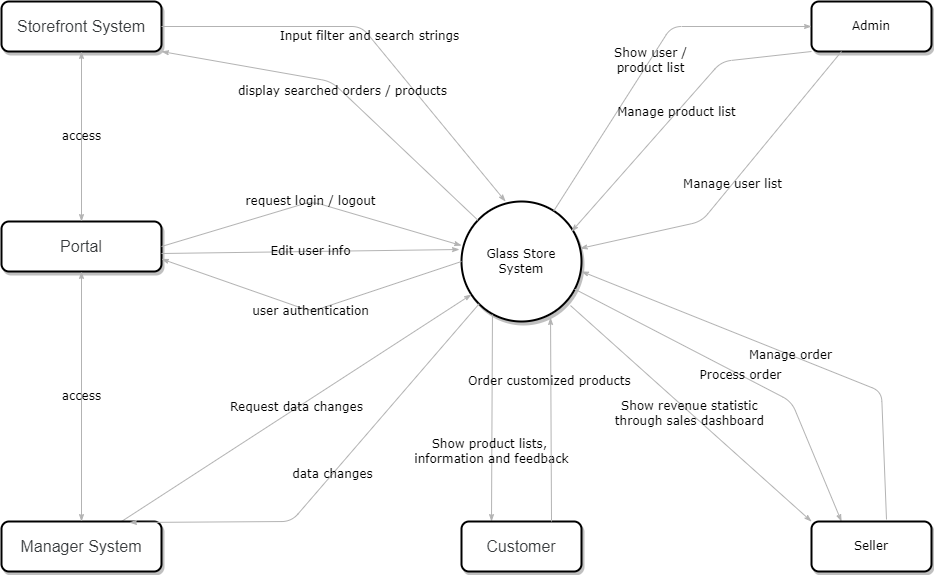 Storefront System
Admin
Input filter and search strings
Show user /
product list
display searched orders / products
Manage product list
access
Manage user list
request login / logout
Portal
Edit user info
Glass Store
System
user authentication
Manage order
Process order
Order customized products
access
Request data changes
Show revenue statistic
through sales dashboard
Show product lists,
information and feedback
data changes
Manager System
Customer
Seller